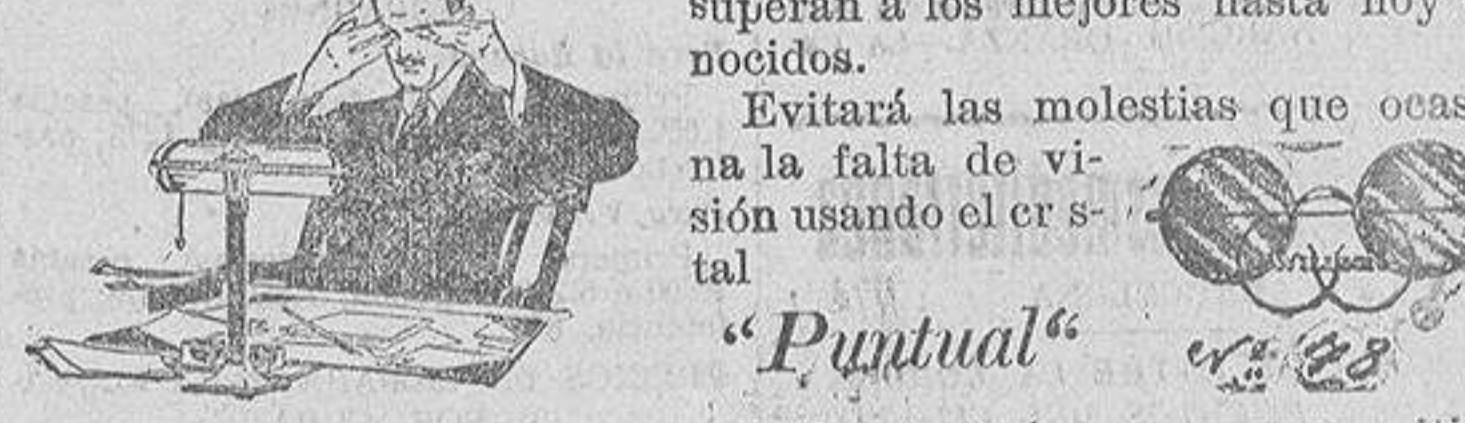 superan a los mejores hasta hoy
nocidos.
Evitará las molestias que ocas
na la falta de vi-
sión usando el cr s-
tal
“Puntual“
Nº